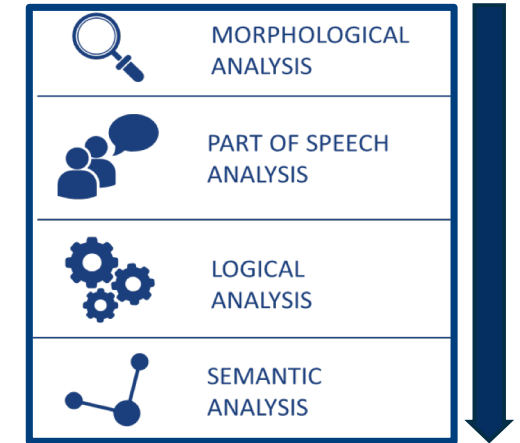 MORPHOLOGICAL
ANALYSIS
PART OF SPEECH
ANALYSIS
LOGICAL
ANALYSIS
SEMANTIC
ANALYSIS